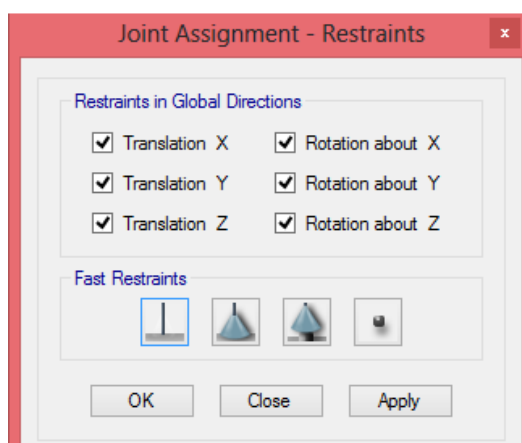 Joint Assignment - Restraints
x
Restraints in Global Directions
Translation X
Rotation about X
Translation Y
Rotation about Y
Translation Z
Rotation about Z
Fast Restraints
OK
Close
Apply